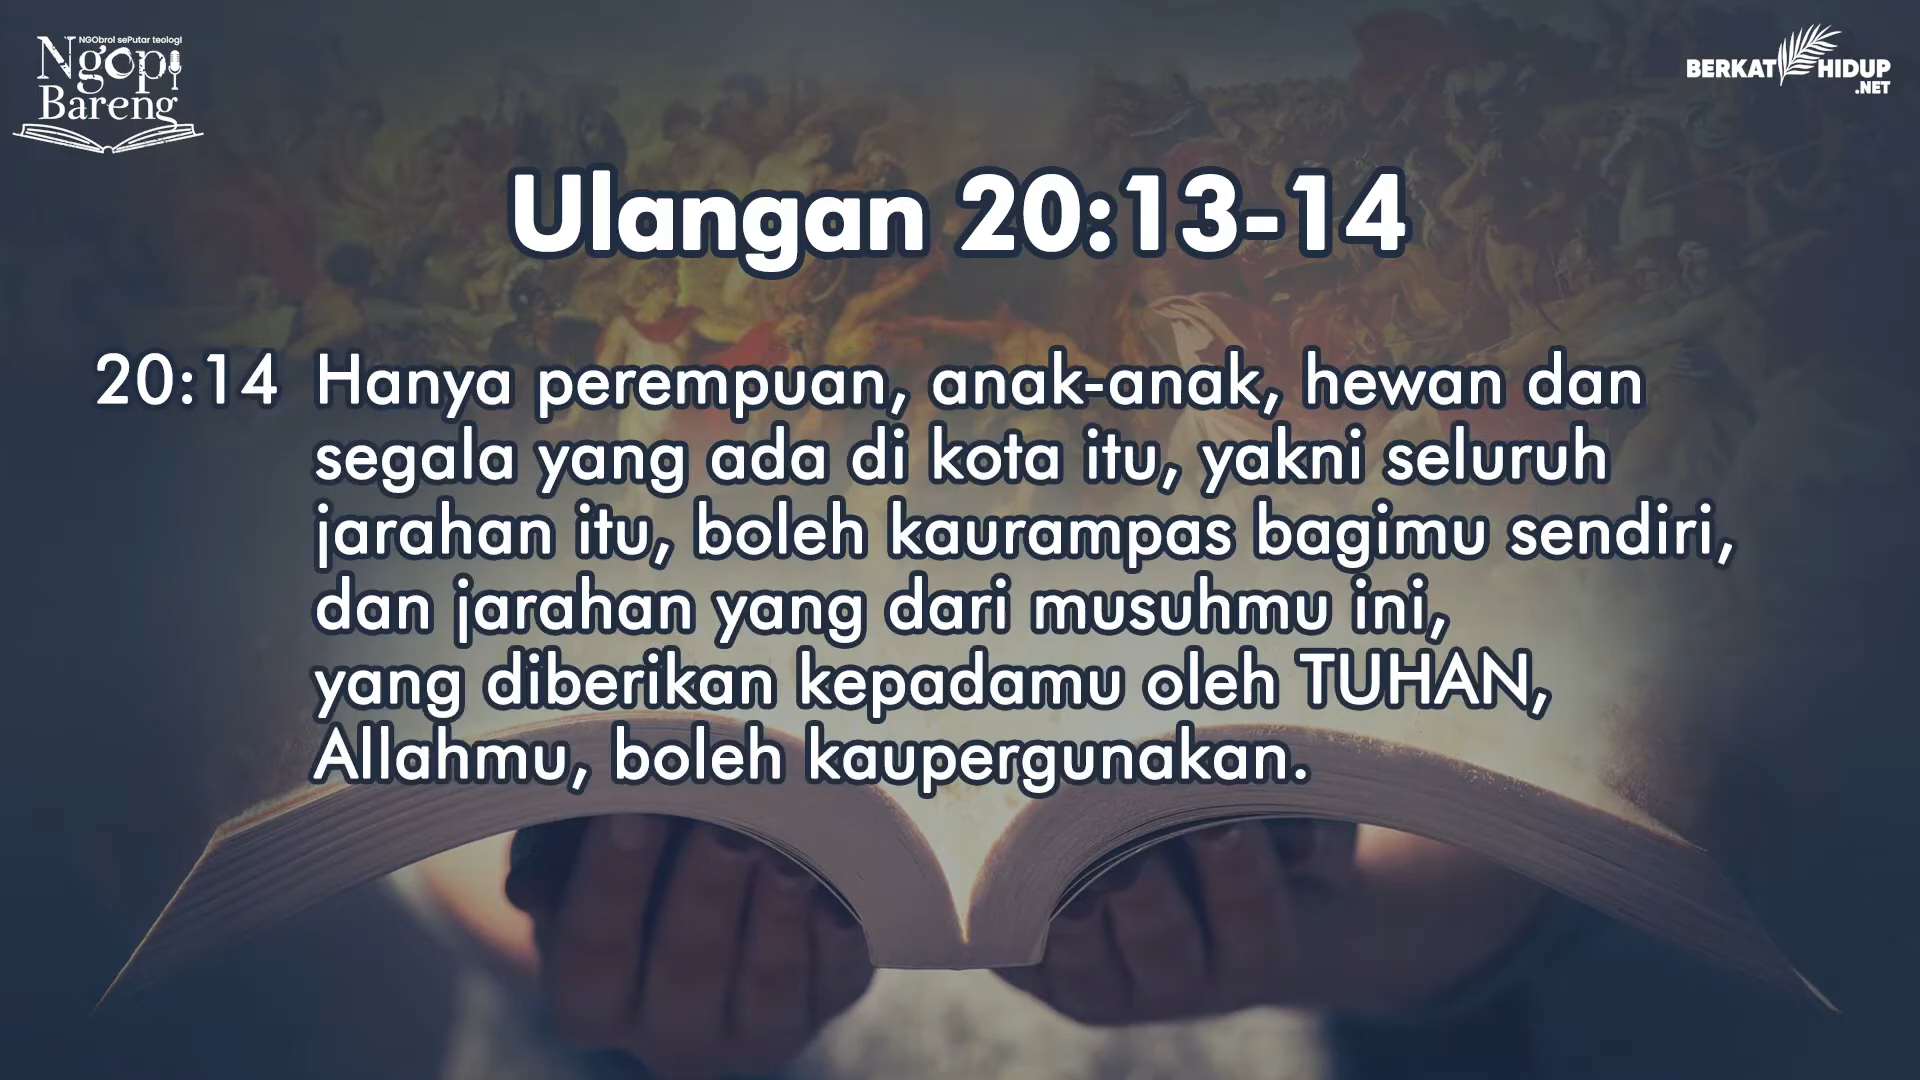 NGObrol sePutar teologi
Ngopi
Bareng
BERKAT HIDUP
.NET
Ulangan 20:13-14
20:14 Hanya perempuan, anak-anak, hewan dan
segala yang ada di kota itu, yakni seluruh
jarahan itu, boleh kaurampas bagimu sendiri,
dan jarahan yang dari musuhmu ini,
yang diberikan kepadamu oleh TUHAN,
Allahmu, boleh kaupergunakan.